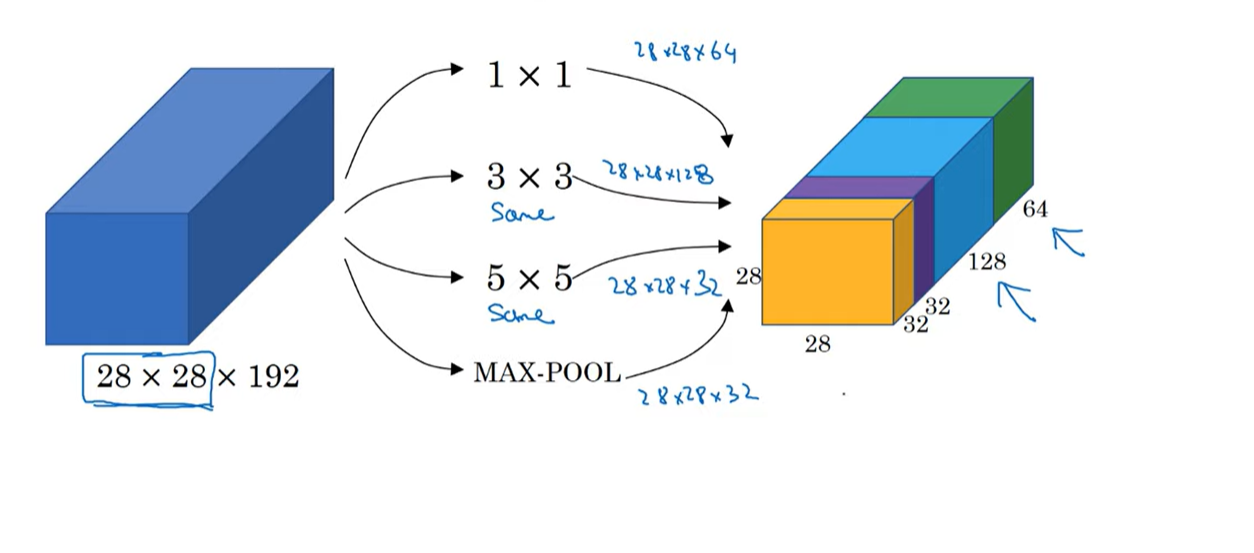 28×28×64
1 × 1
28×28×128
3 × 3
Same
64
128
5 × 5
28×28×32
28
Same
32
32
28
28 × 28 × 192
MAX-POOL
28×28×32